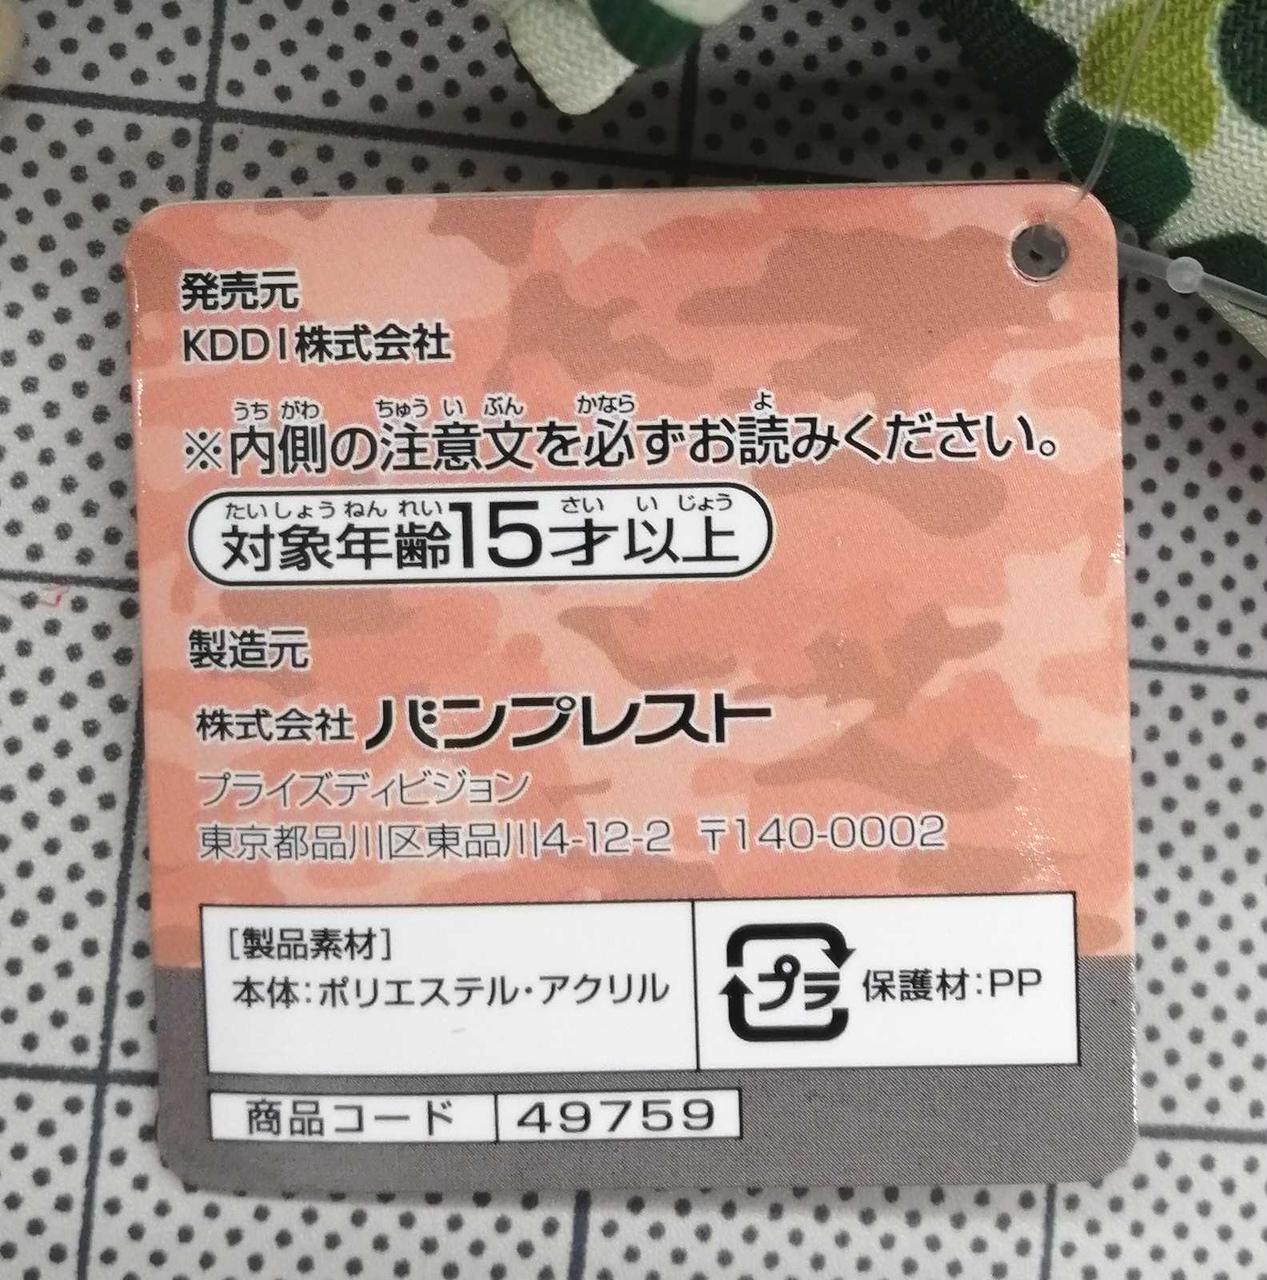 発売元
KDDI株式会社
うち がわ ちゅう い ぶん かなら よ
※内側の注意文を必ずお読みください。
たいしょうねん れい さい い じょう
対象年齢15才以上
製造元
株式会社 バンプレスト
プライズディビジョン
東京都品川区東品川4-12-2 〒140-0002
[製品素材]
本体:ポリエステル・アクリル
プラ 保護材:PP
商品コード 49759